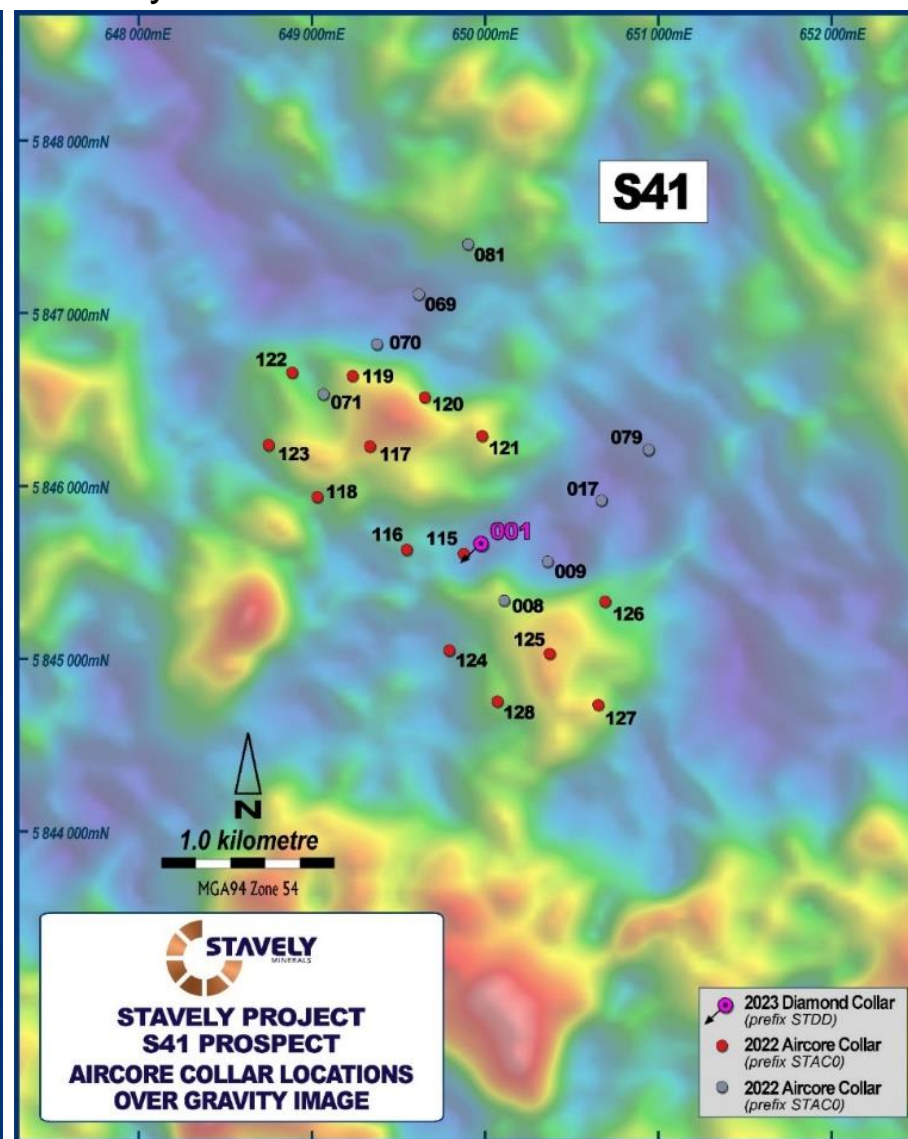 648 000mE 649 000mE 650 000mE 651 000mE 652 000mE
5 848 000mN
S41
081
069
5 847 000mN
070
122
119
071
120
079
121
123
117
017
5 846 000mN
118
116
115
001
009
008
126
125
5 845 000mN
124
128
127
N
5 844 000mN
1.0 kilometre
MGA94 Zone 54
STAVELY
MINERALS
STAVELY PROJECT
S41 PROSPECT
AIRCORE COLLAR LOCATIONS
OVER GRAVITY IMAGE
2023 Diamond Collar
(prefix STDD)
2022 Aircore Collar
(prefix STAC0)
2022 Aircore Collar
(prefix STAC0)